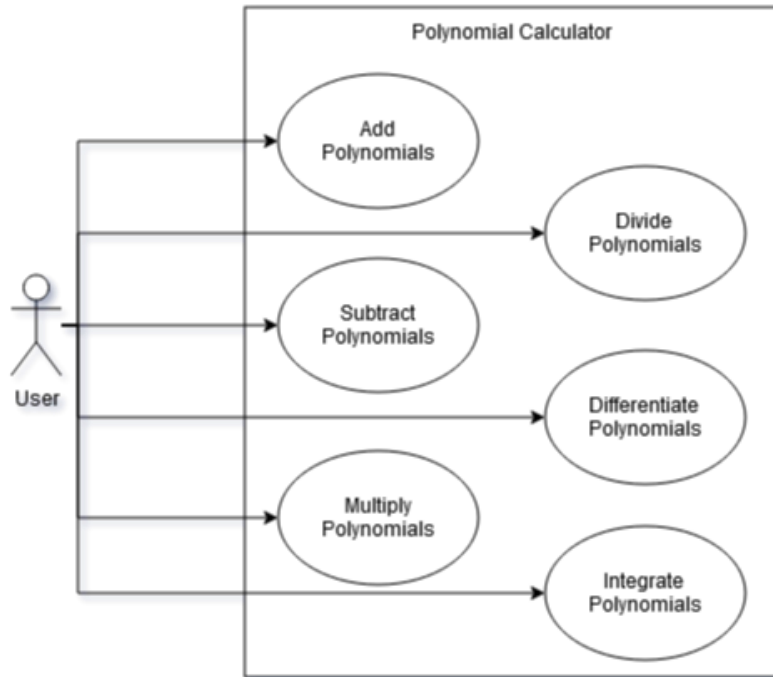 Polynomial Calculator
Add
Polynomials
Divide
Polynomials
Subtract
Polynomials
User
Differentiate
Polynomials
Multiply
Polynomials
Integrate
Polynomials